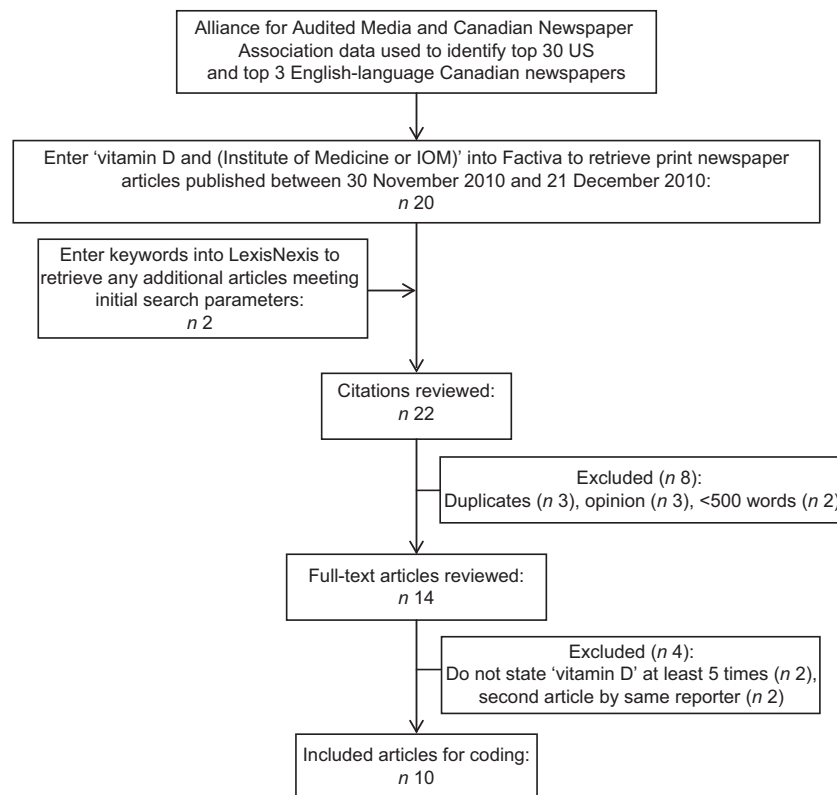 Alliance for Audited Media and Canadian Newspaper
Association data used to identify top 30 US
and top 3 English-language Canadian newspapers
Enter ‘vitamin D and (Institute of Medicine or IOM)’ into Factiva to retrieve print newspaper
articles published between 30 November 2010 and 21 December 2010:
n 20
Enter keywords into LexisNexis to
retrieve any additional articles meeting
initial search parameters:
n 2
Citations reviewed:
n 22
Excluded (n 8):
Duplicates (n 3), opinion (n 3), <500 words (n 2)
Full-text articles reviewed:
n 14
Excluded (n 4):
Do not state ‘vitamin D’ at least 5 times (n 2),
second article by same reporter (n 2)
Included articles for coding:
n 10